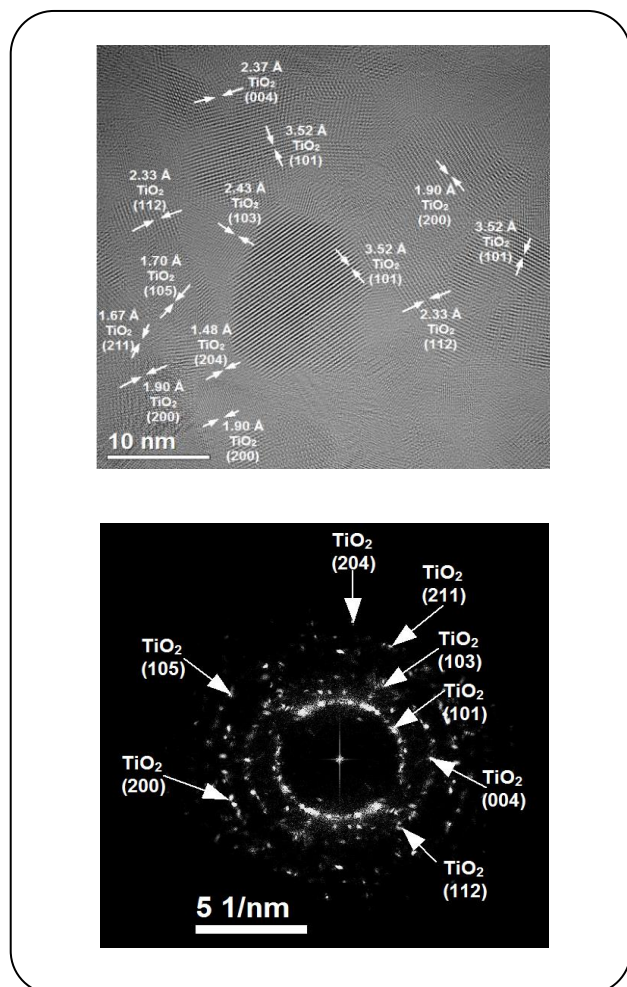 2.37 Å
TiO₂
(004)
3.52 Å
TiO₂
(101)
2.33 Å
TiO₂
(112)
2.43 Å
TiO₂
(103)
1.90 Å
TiO₂
(200)
3.52 Å
TiO₂
(101)
3.52 Å
TiO₂
(101)
1.70 Å
TiO₂
(105)
1.67 Å
TiO₂
(211)
1.48 Å
TiO₂
(204)
2.33 Å
TiO₂
(112)
1.90 Å
TiO₂
(200)
1.90 Å
TiO₂
(200)
10 nm
TiO₂
(204)
TiO₂
(211)
TiO₂
(103)
TiO₂
(105)
TiO₂
(101)
TiO₂
(200)
TiO₂
(004)
TiO₂
(112)
5 1/nm